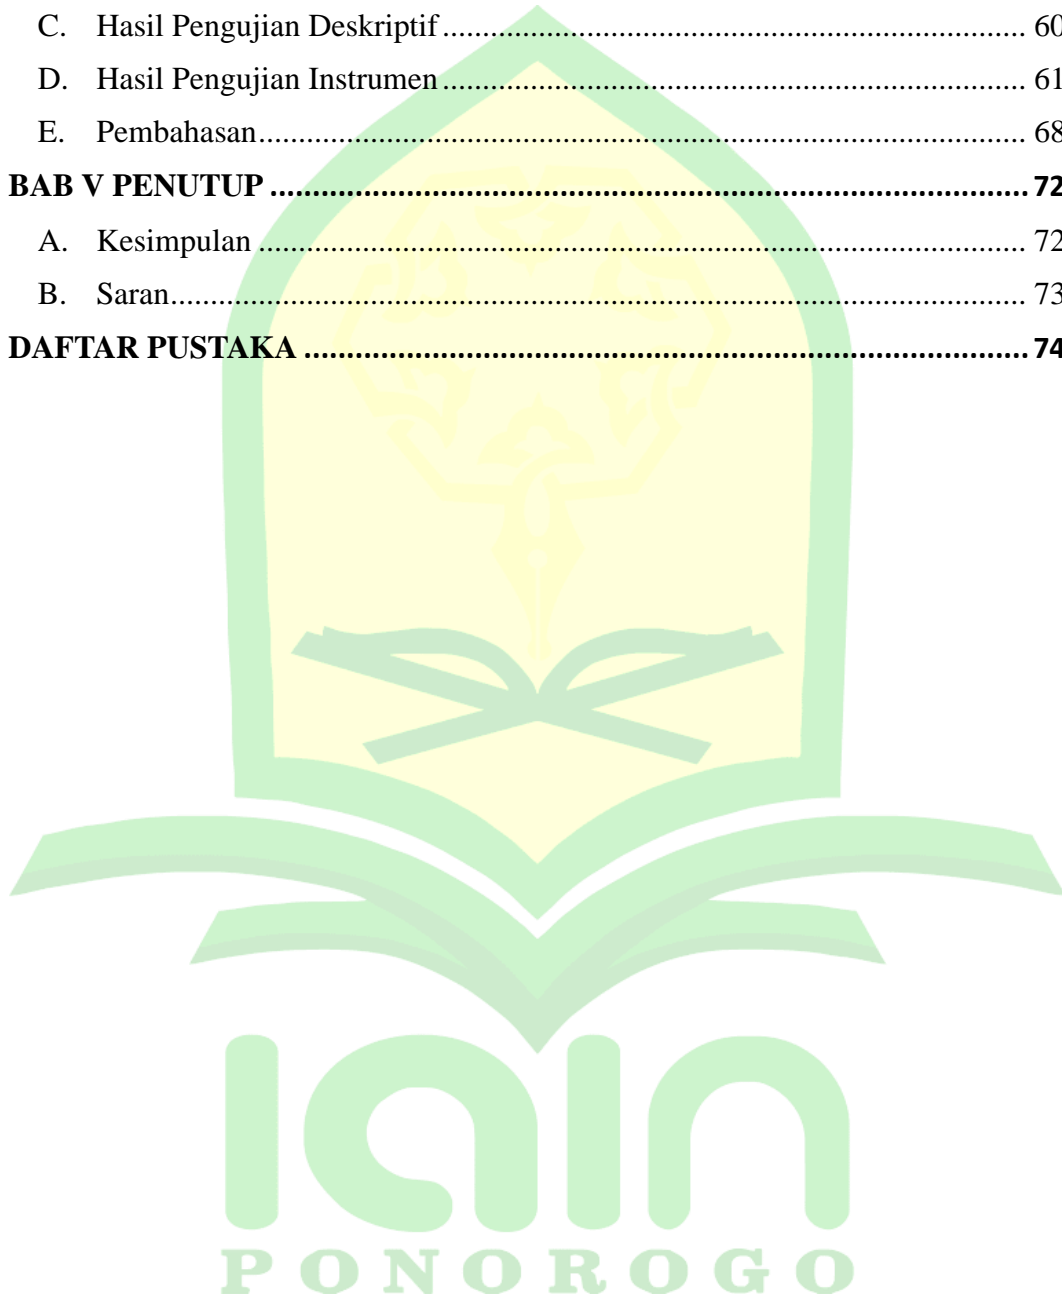 C. Hasil Pengujian Deskriptif ........................................................................ 60
D. Hasil Pengujian Instrumen ........................................................................ 61
E. Pembahasan ........................................................................ 68
BAB V PENUTUP ........................................................................ 72
A. Kesimpulan ........................................................................ 72
B. Saran ........................................................................ 73
DAFTAR PUSTAKA ........................................................................ 74
iain
PONOROGO